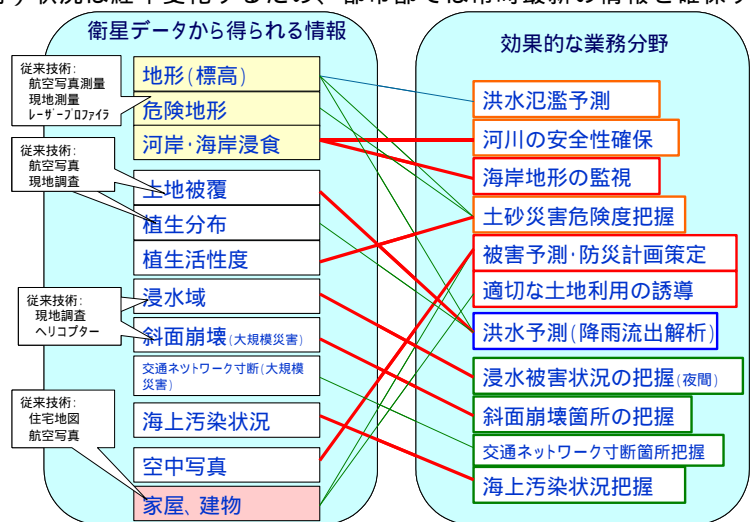 衛星データから得られる情報
従来技術:
航空写真測量
現地測量
レーザープロファイラ
地形(標高)
危険地形
河岸・海岸浸食
従来技術:
航空写真
現地調査
土地被覆
植生分布
植生活性度
従来技術:
現地調査
ヘリコプター
浸水域
斜面崩壊(大規模災害)
交通ネットワーク寸断(大規模
災害)
従来技術:
住宅地図
航空写真
海上汚染状況
空中写真
家屋、建物
効果的な業務分野
洪水氾濫予測
河川の安全性確保
海岸地形の監視
土砂災害危険度把握
被害予測・防災計画策定
適切な土地利用の誘導
洪水予測(降雨流出解析)
浸水被害状況の把握(夜間)
斜面崩壊箇所の把握
交通ネットワーク寸断箇所把握
海上汚染状況把握